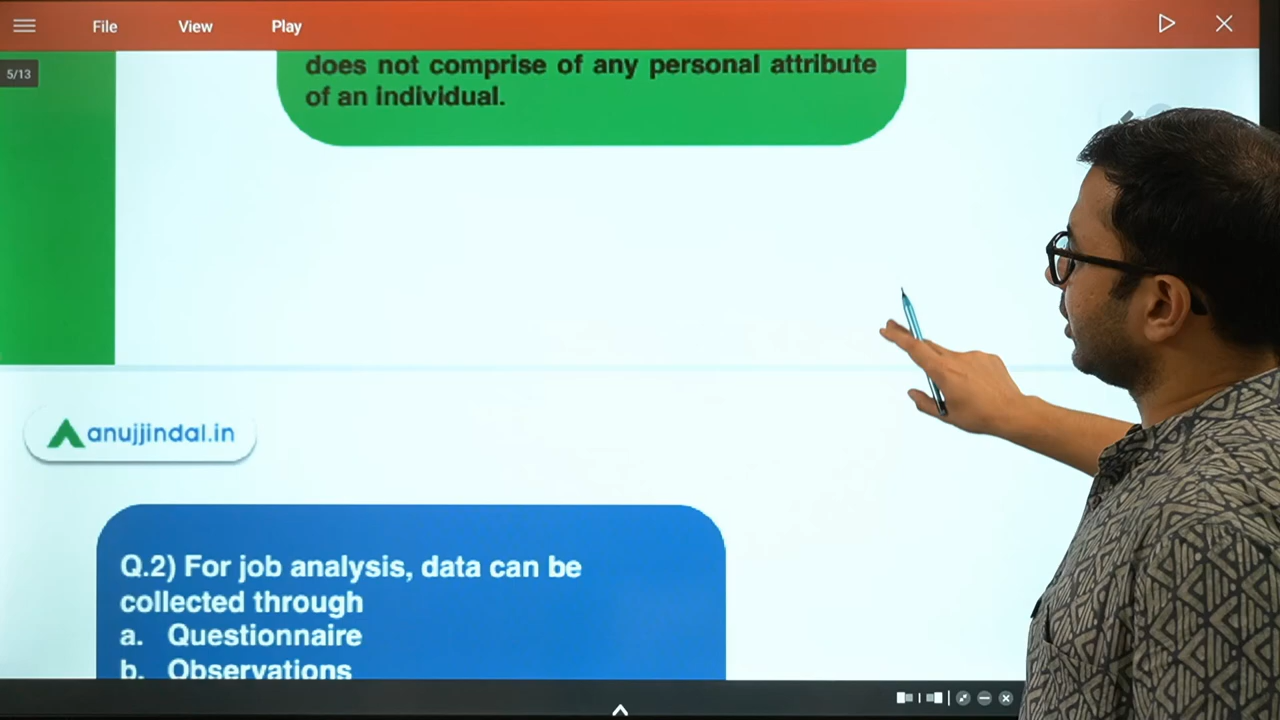 File View Play
5/13
does not comprise of any personal attribute
of an individual.
anujjindal.in
Q.2) For job analysis, data can be
collected through
a. Questionnaire
b. Observations